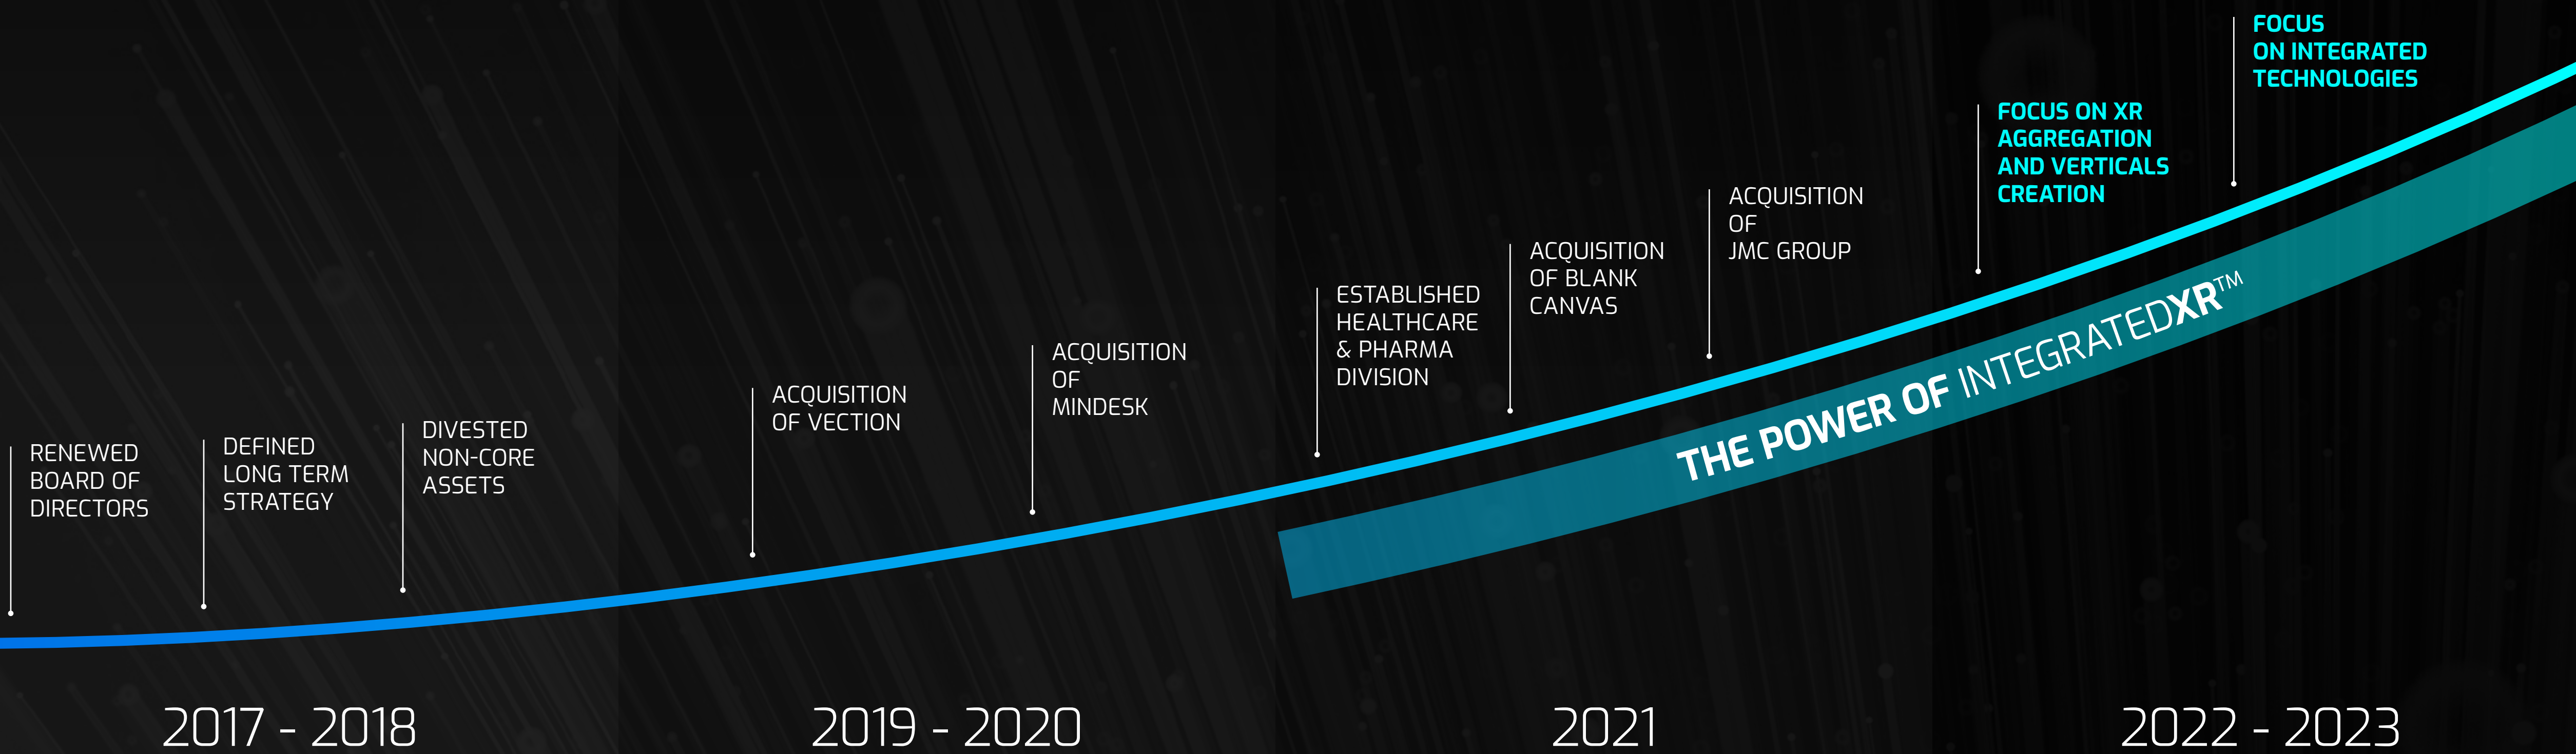 RENEWED
BOARD OF
DIRECTORS
DEFINED
LONG TERM
STRATEGY
DIVESTED
NON-CORE
ASSETS
ACQUISITION
OF VECTION
ACQUISITION
OF
MINDESK
ESTABLISHED
HEALTHCARE
& PHARMA
DIVISION
ACQUISITION
OF BLANK
CANVAS
ACQUISITION
OF
JMC GROUP
FOCUS ON XR
AGGREGATION
AND VERTICALS
CREATION
FOCUS
ON INTEGRATED
TECHNOLOGIES
THE POWER OF INTEGRATEDXR™
2017 - 2018
2019 - 2020
2021
2022 - 2023